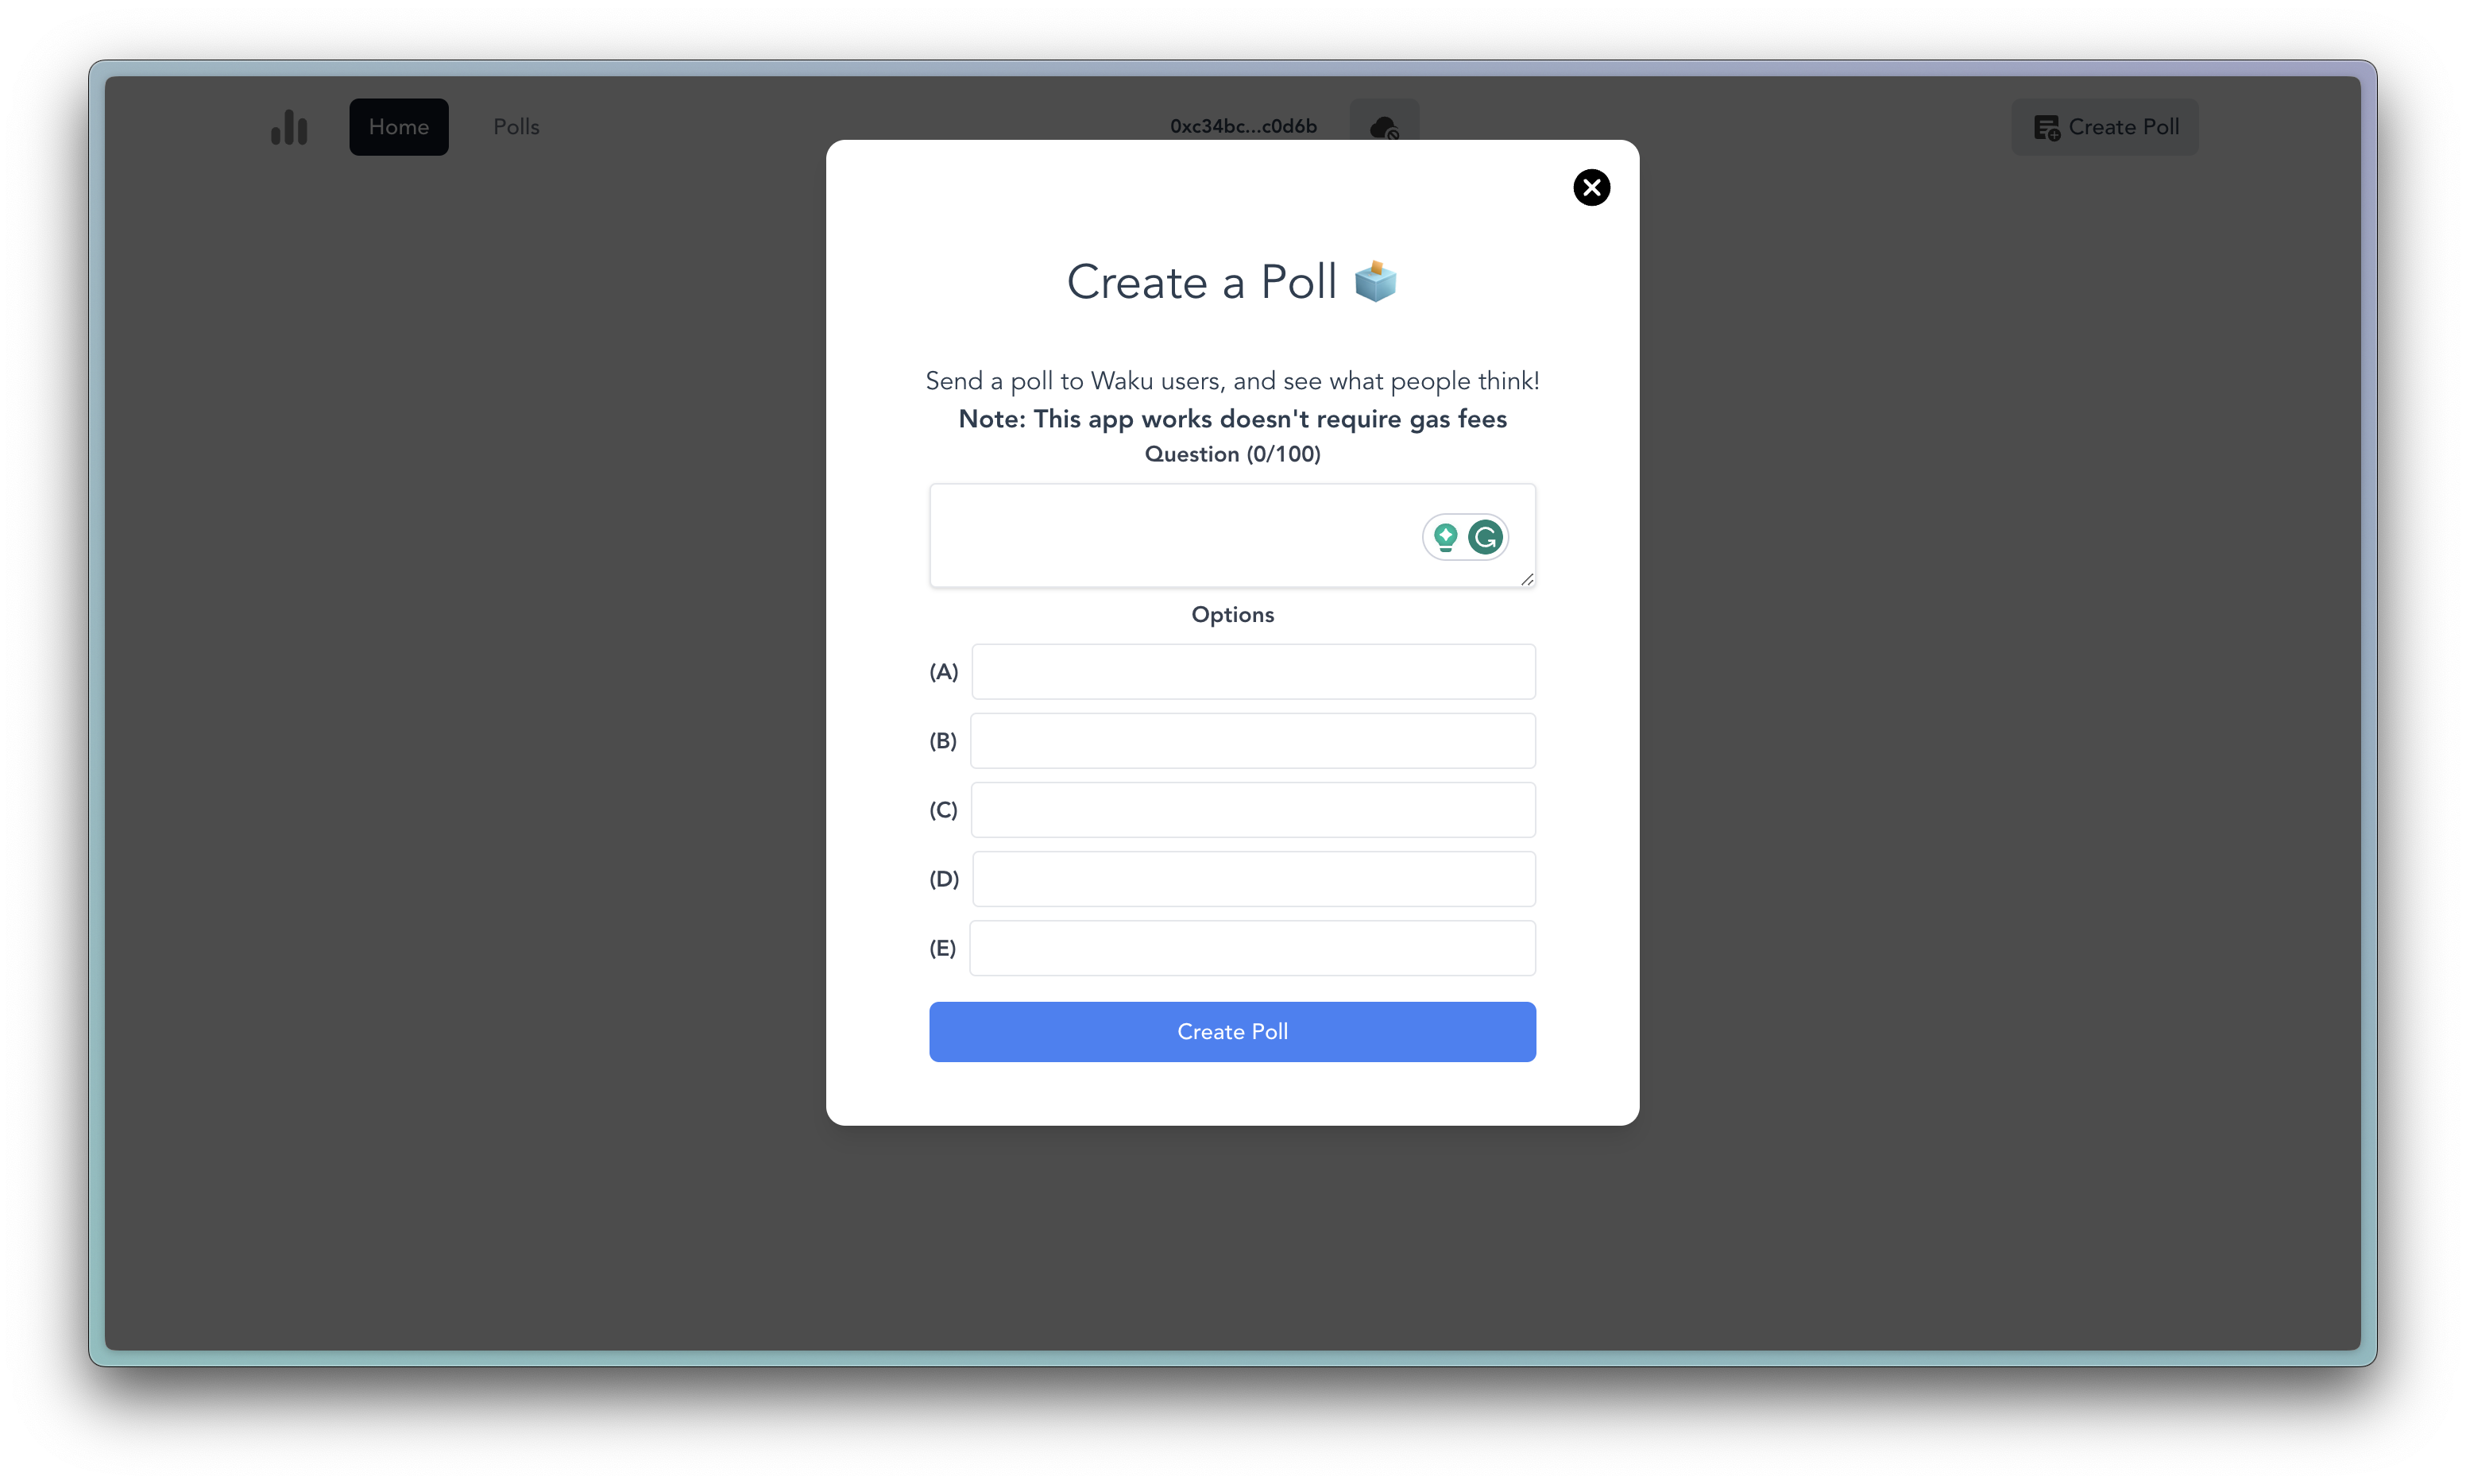 Home
Polls
0xc34bc...c0d6b
Create Poll
Create a Poll
Send a poll to Waku users, and see what people think!
Note: This app works doesn't require gas fees
Question (0/100)
Options
(A)
(B)
(C)
(D)
(E)
Create Poll